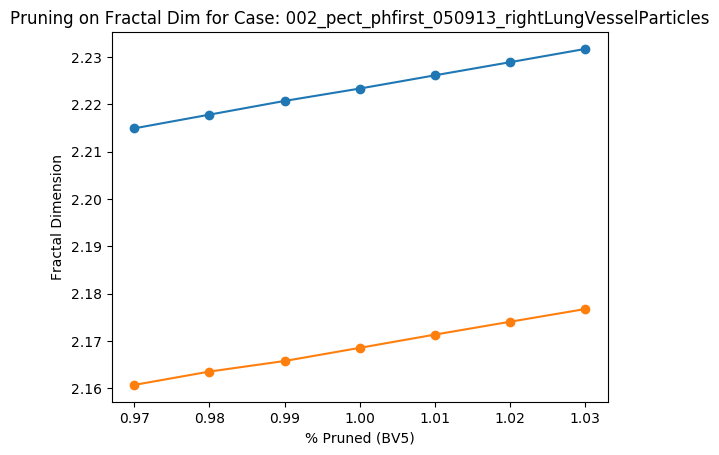 Pruning on Fractal Dim for Case: 002_pect_phfirst_050913_rightLungVesselParticles
Fractal Dimension
2.23
2.22
2.21
2.20
2.19
2.18
2.17
2.16
0.97 0.98 0.99 1.00 1.01 1.02 1.03
% Pruned (BV5)